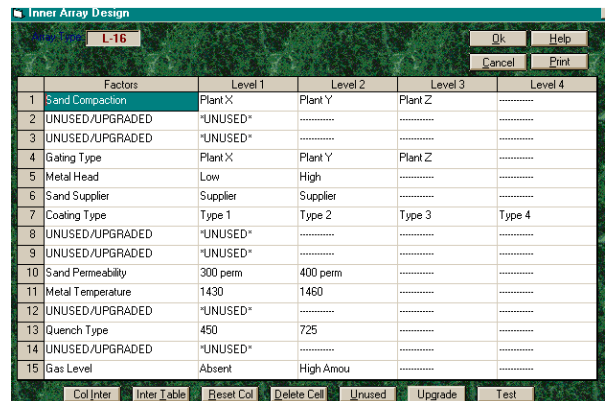 Inner Array Design
Array Type: L-16 Ok Help
Cancel Print
Factors Level 1 Level 2 Level 3 Level 4
1 Sand Compaction Plant X Plant Y Plant Z -----------
2 UNUSED/UPGRADED *UNUSED* ----------- ----------- -----------
3 UNUSED/UPGRADED *UNUSED* ----------- ----------- -----------
4 Gating Type Plant X Plant Y Plant Z -----------
5 Metal Head Low High ----------- -----------
6 Sand Supplier Supplier Supplier ----------- -----------
7 Coating Type Type 1 Type 2 Type 3 Type 4
8 UNUSED/UPGRADED *UNUSED* ----------- ----------- -----------
9 UNUSED/UPGRADED *UNUSED* ----------- ----------- -----------
10 Sand Permeability 300 perm 400 perm ----------- -----------
11 Metal Temperature 1430 1460 ----------- -----------
12 UNUSED/UPGRADED *UNUSED* ----------- ----------- -----------
13 Quench Type 450 725 ----------- -----------
14 UNUSED/UPGRADED *UNUSED* ----------- ----------- -----------
15 Gas Level Absent High Amou ----------- -----------
Col Inter Inter Table Reset Col Delete Cell Unused Upgrade Test